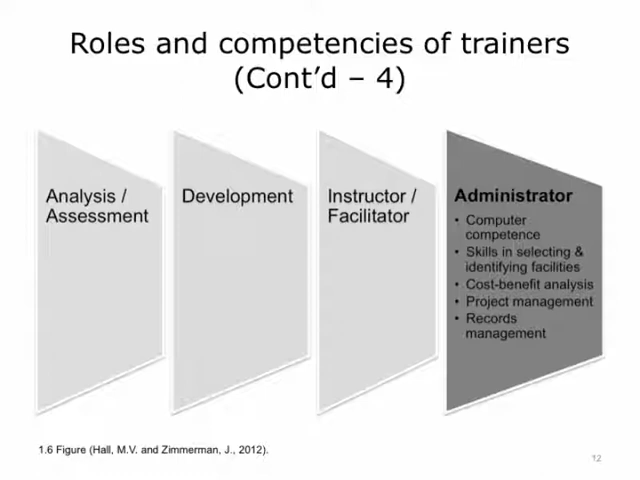 Roles and competencies of trainers
(Cont’d – 4)
Analysis /
Assessment
Development
Instructor /
Facilitator
Administrator
• Computer
competence
• Skills in selecting &
identifying facilities
• Cost-benefit analysis
• Project management
• Records
management
1.6 Figure (Hall, M.V. and Zimmerman, J., 2012).
12